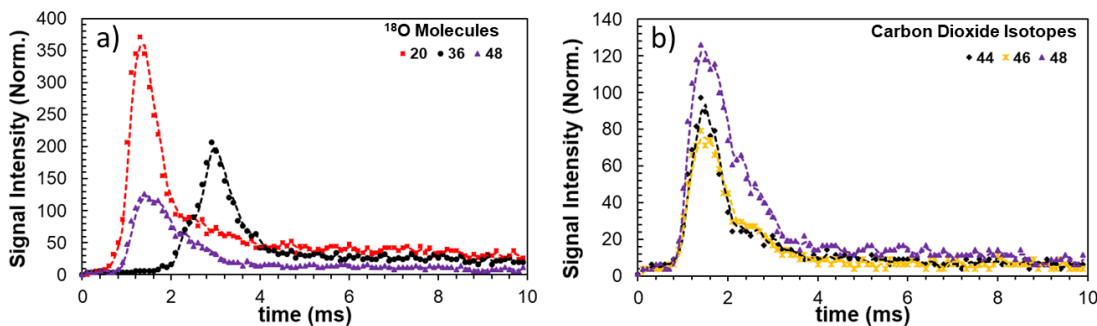 a)
¹⁸O Molecules
20 36 48
Signal Intensity (Norm.)
400
350
300
250
200
150
100
50
0
0 2 4 6 8 10
time (ms)
b)
Carbon Dioxide Isotopes
44 46 48
Signal Intensity (Norm.)
140
120
100
80
60
40
20
0
0 2 4 6 8 10
time (ms)